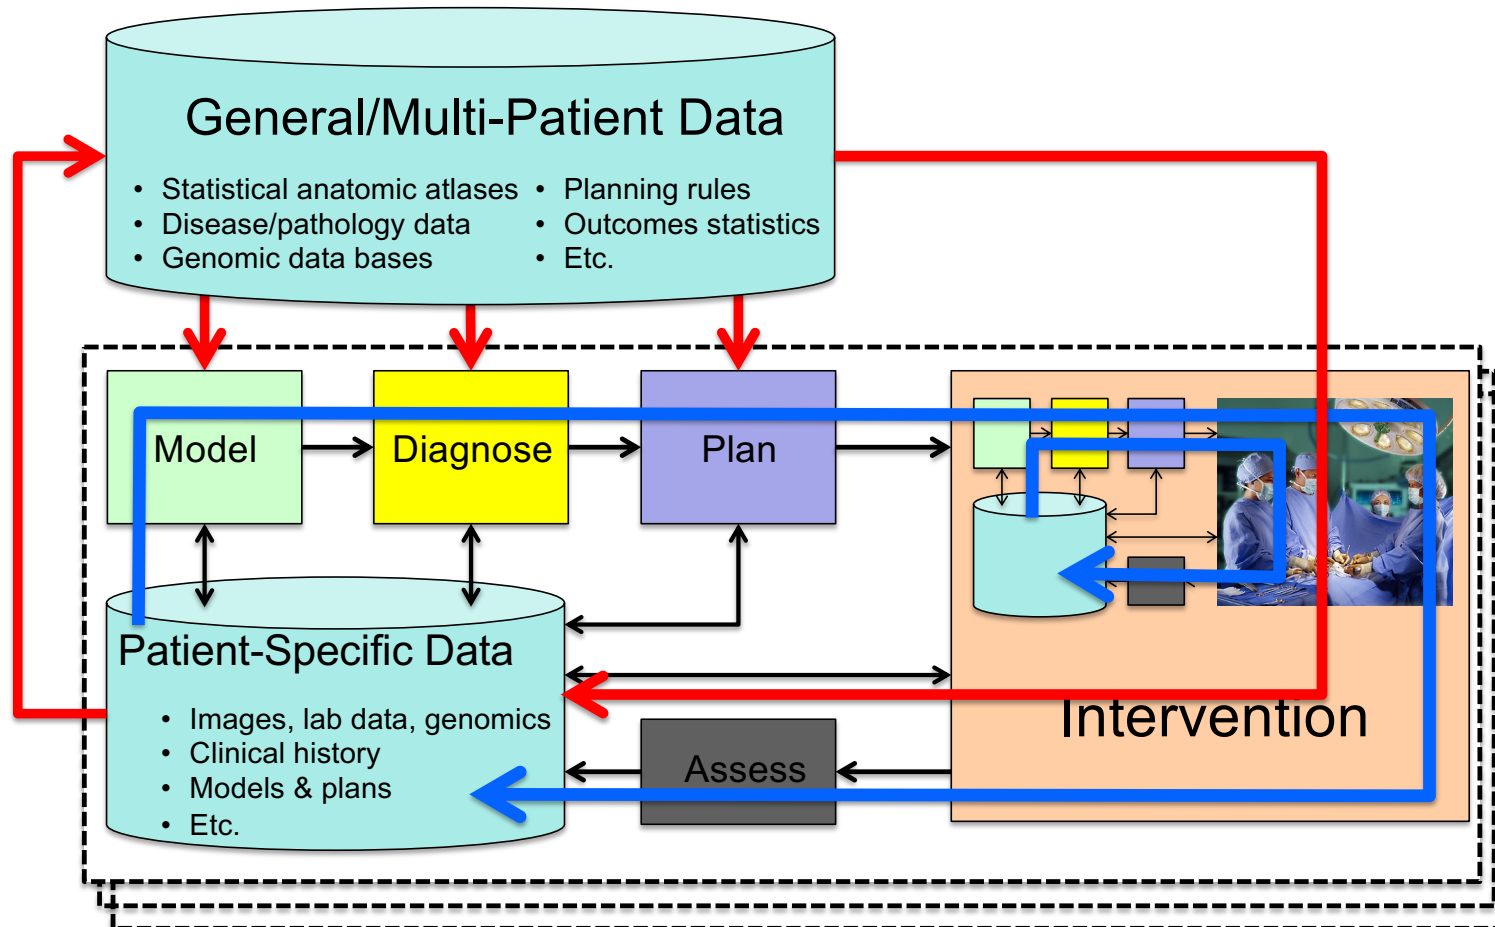 General/Multi-Patient Data
• Statistical anatomic atlases
• Disease/pathology data
• Genomic data bases
• Planning rules
• Outcomes statistics
• Etc.
Model
Diagnose
Plan
Patient-Specific Data
• Images, lab data, genomics
• Clinical history
• Models & plans
• Etc.
Assess
Intervention